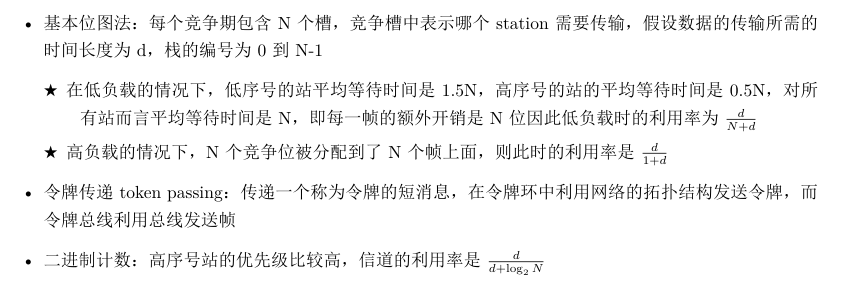 • 基本位图法：每个竞争期包含 N 个槽，竞争槽中表示哪个 station 需要传输，假设数据的传输所需的
时间长度为 d，栈的编号为 0 到 N-1
★ 在低负载的情况下，低序号的站平均等待时间是 1.5N，高序号的站的平均等待时间是 0.5N，对所
有站而言平均等待时间是 N，即每一帧的额外开销是 N 位因此低负载时的利用率为 d/(N+d)
★ 高负载的情况下，N 个竞争位被分配到了 N 个帧上面，则此时的利用率是 d/(1+d)
• 令牌传递 token passing：传递一个称为令牌的短消息，在令牌环中利用网络的拓扑结构发送令牌，而
令牌总线利用总线发送帧
• 二进制计数：高序号站的优先级比较高，信道的利用率是 d/(d+log₂ N)